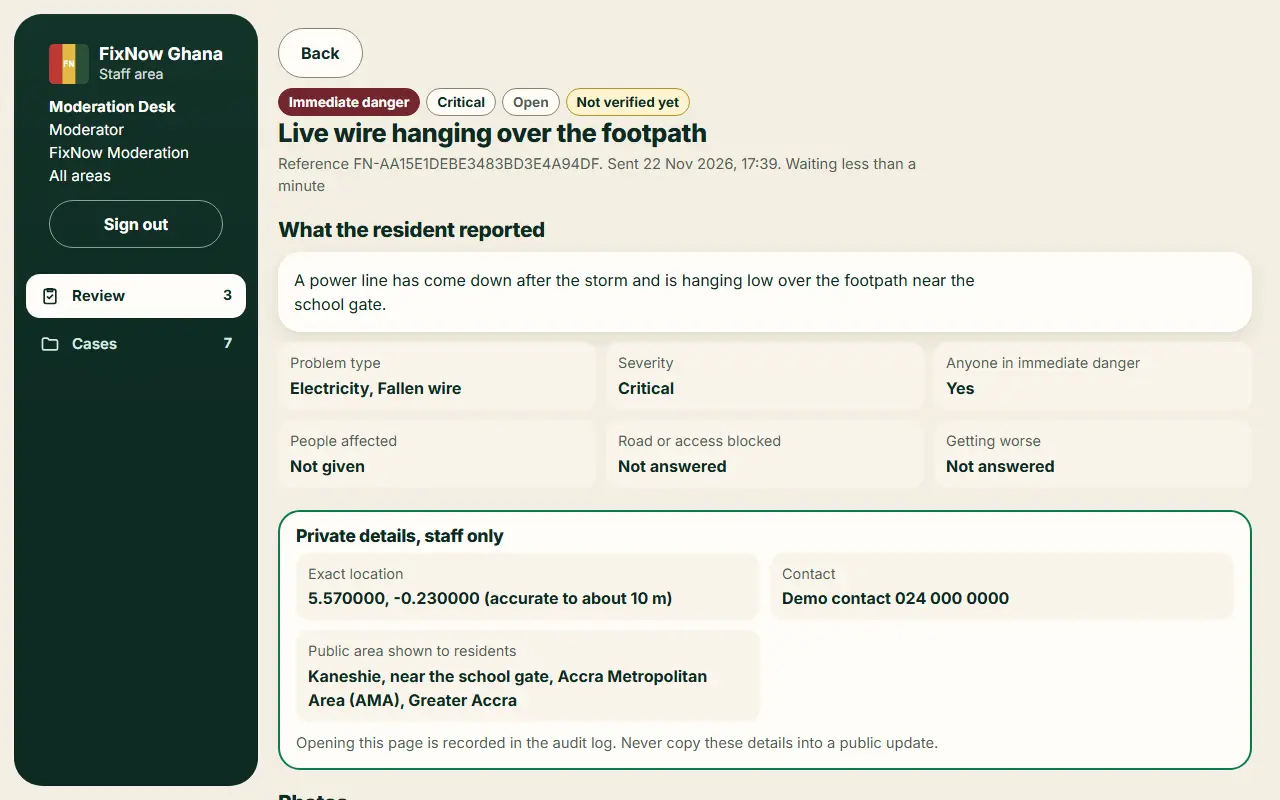 FN
FixNow Ghana
Staff area
Moderation Desk
Moderator
FixNow Moderation
All areas
Sign out
Review 3
Cases 7
Back
Immediate danger Critical Open Not verified yet
Live wire hanging over the footpath
Reference FN-AA15E1DEBE3483BD3E4A94DF. Sent 22 Nov 2026, 17:39. Waiting less than a
minute
What the resident reported
A power line has come down after the storm and is hanging low over the footpath near the
school gate.
Problem type
Electricity, Fallen wire
Severity
Critical
Anyone in immediate danger
Yes
People affected
Not given
Road or access blocked
Not answered
Getting worse
Not answered
Private details, staff only
Exact location
5.570000, -0.230000 (accurate to about 10 m)
Contact
Demo contact 024 000 0000
Public area shown to residents
Kaneshie, near the school gate, Accra Metropolitan
Area (AMA), Greater Accra
Opening this page is recorded in the audit log. Never copy these details into a public update.
Photos